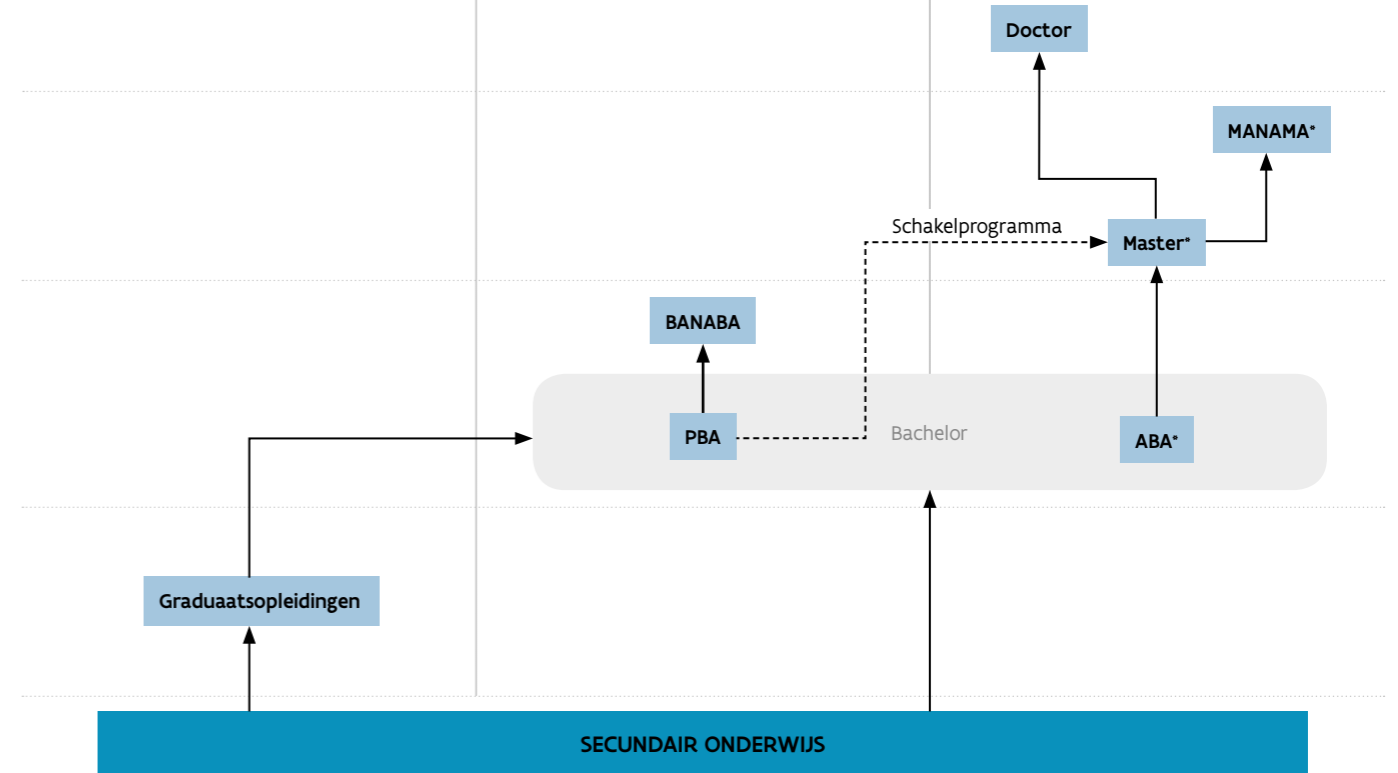 Doctor
MANAMA*
Schakelprogramma
Master*
BANABA
PBA
Bachelor
ABA*
Graduaatsopleidingen
SECUNDAIR ONDERWIJS